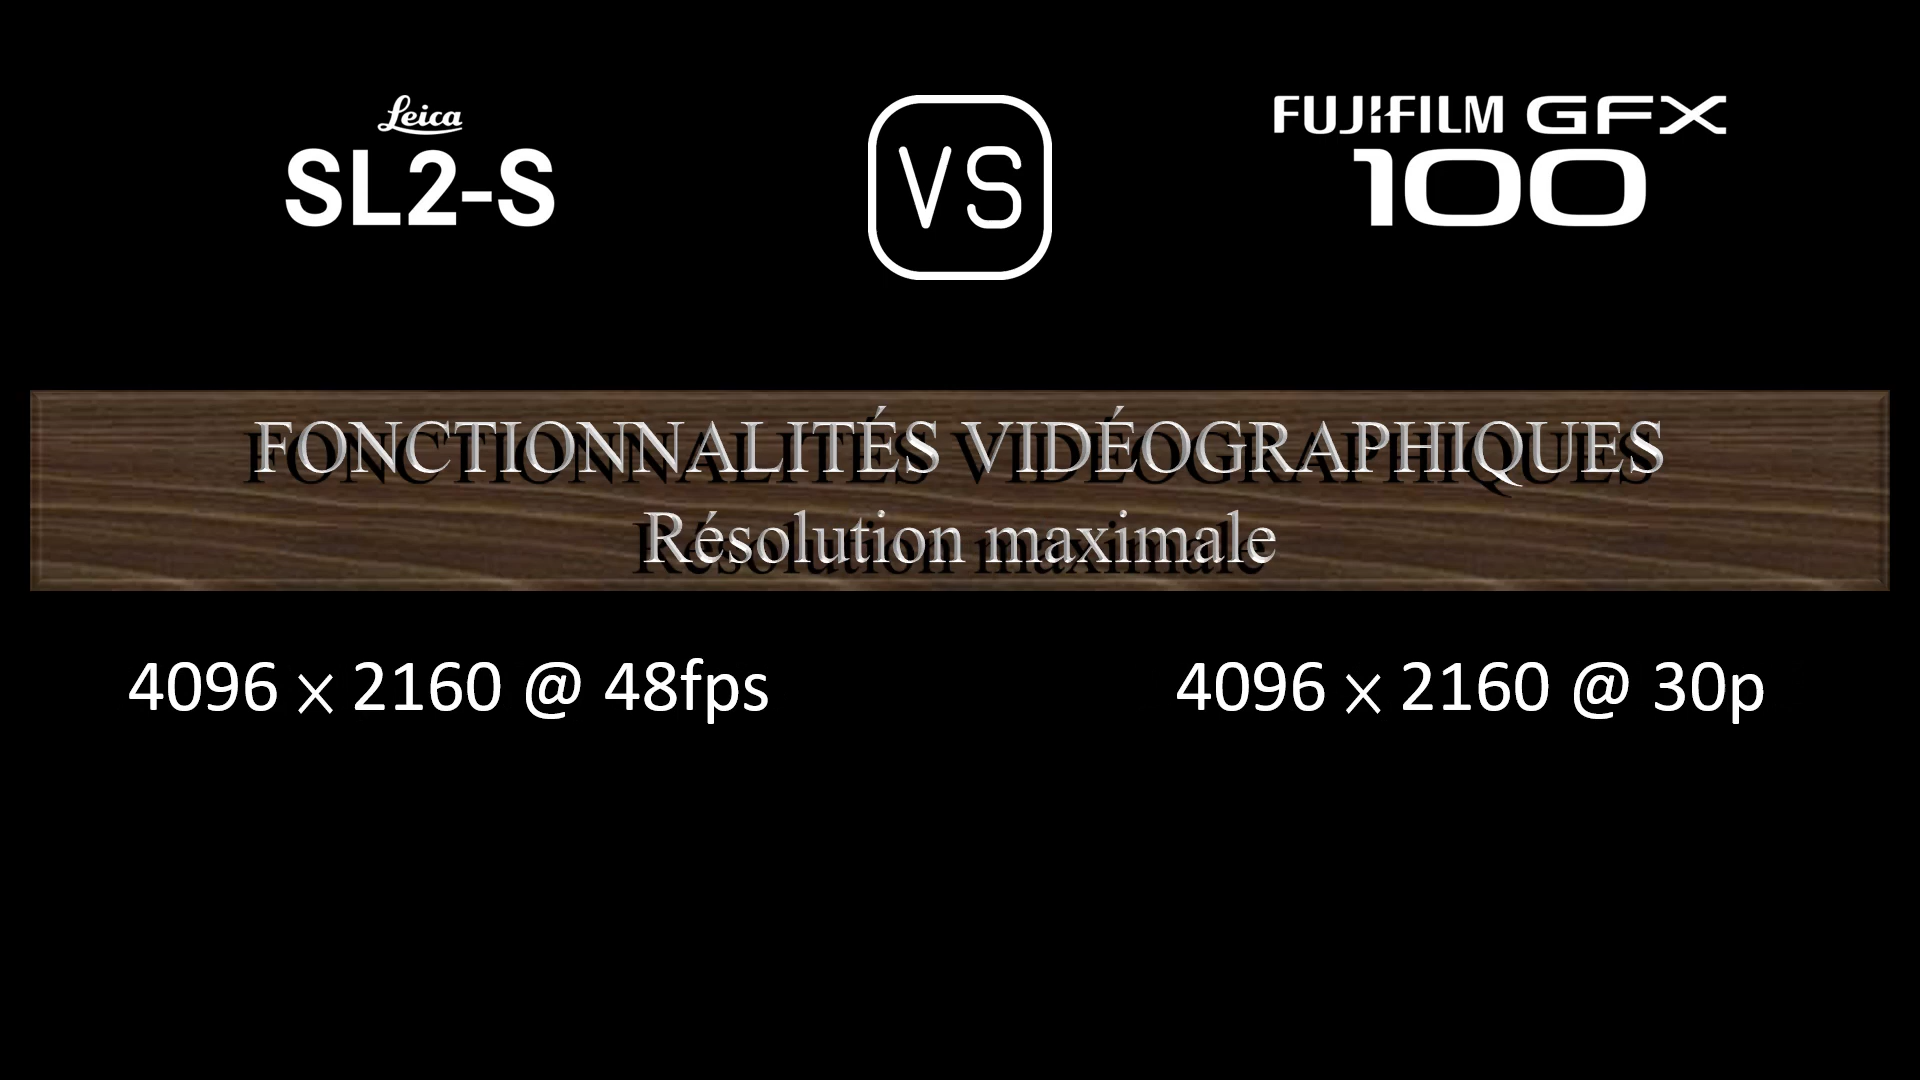 Leica
SL2-S
VS
FUJIFILM GFX
100
FONCTIONNALITÉS VIDÉOGRAPHIQUES
Résolution maximale
4096 x 2160 @ 48fps
4096 x 2160 @ 30p